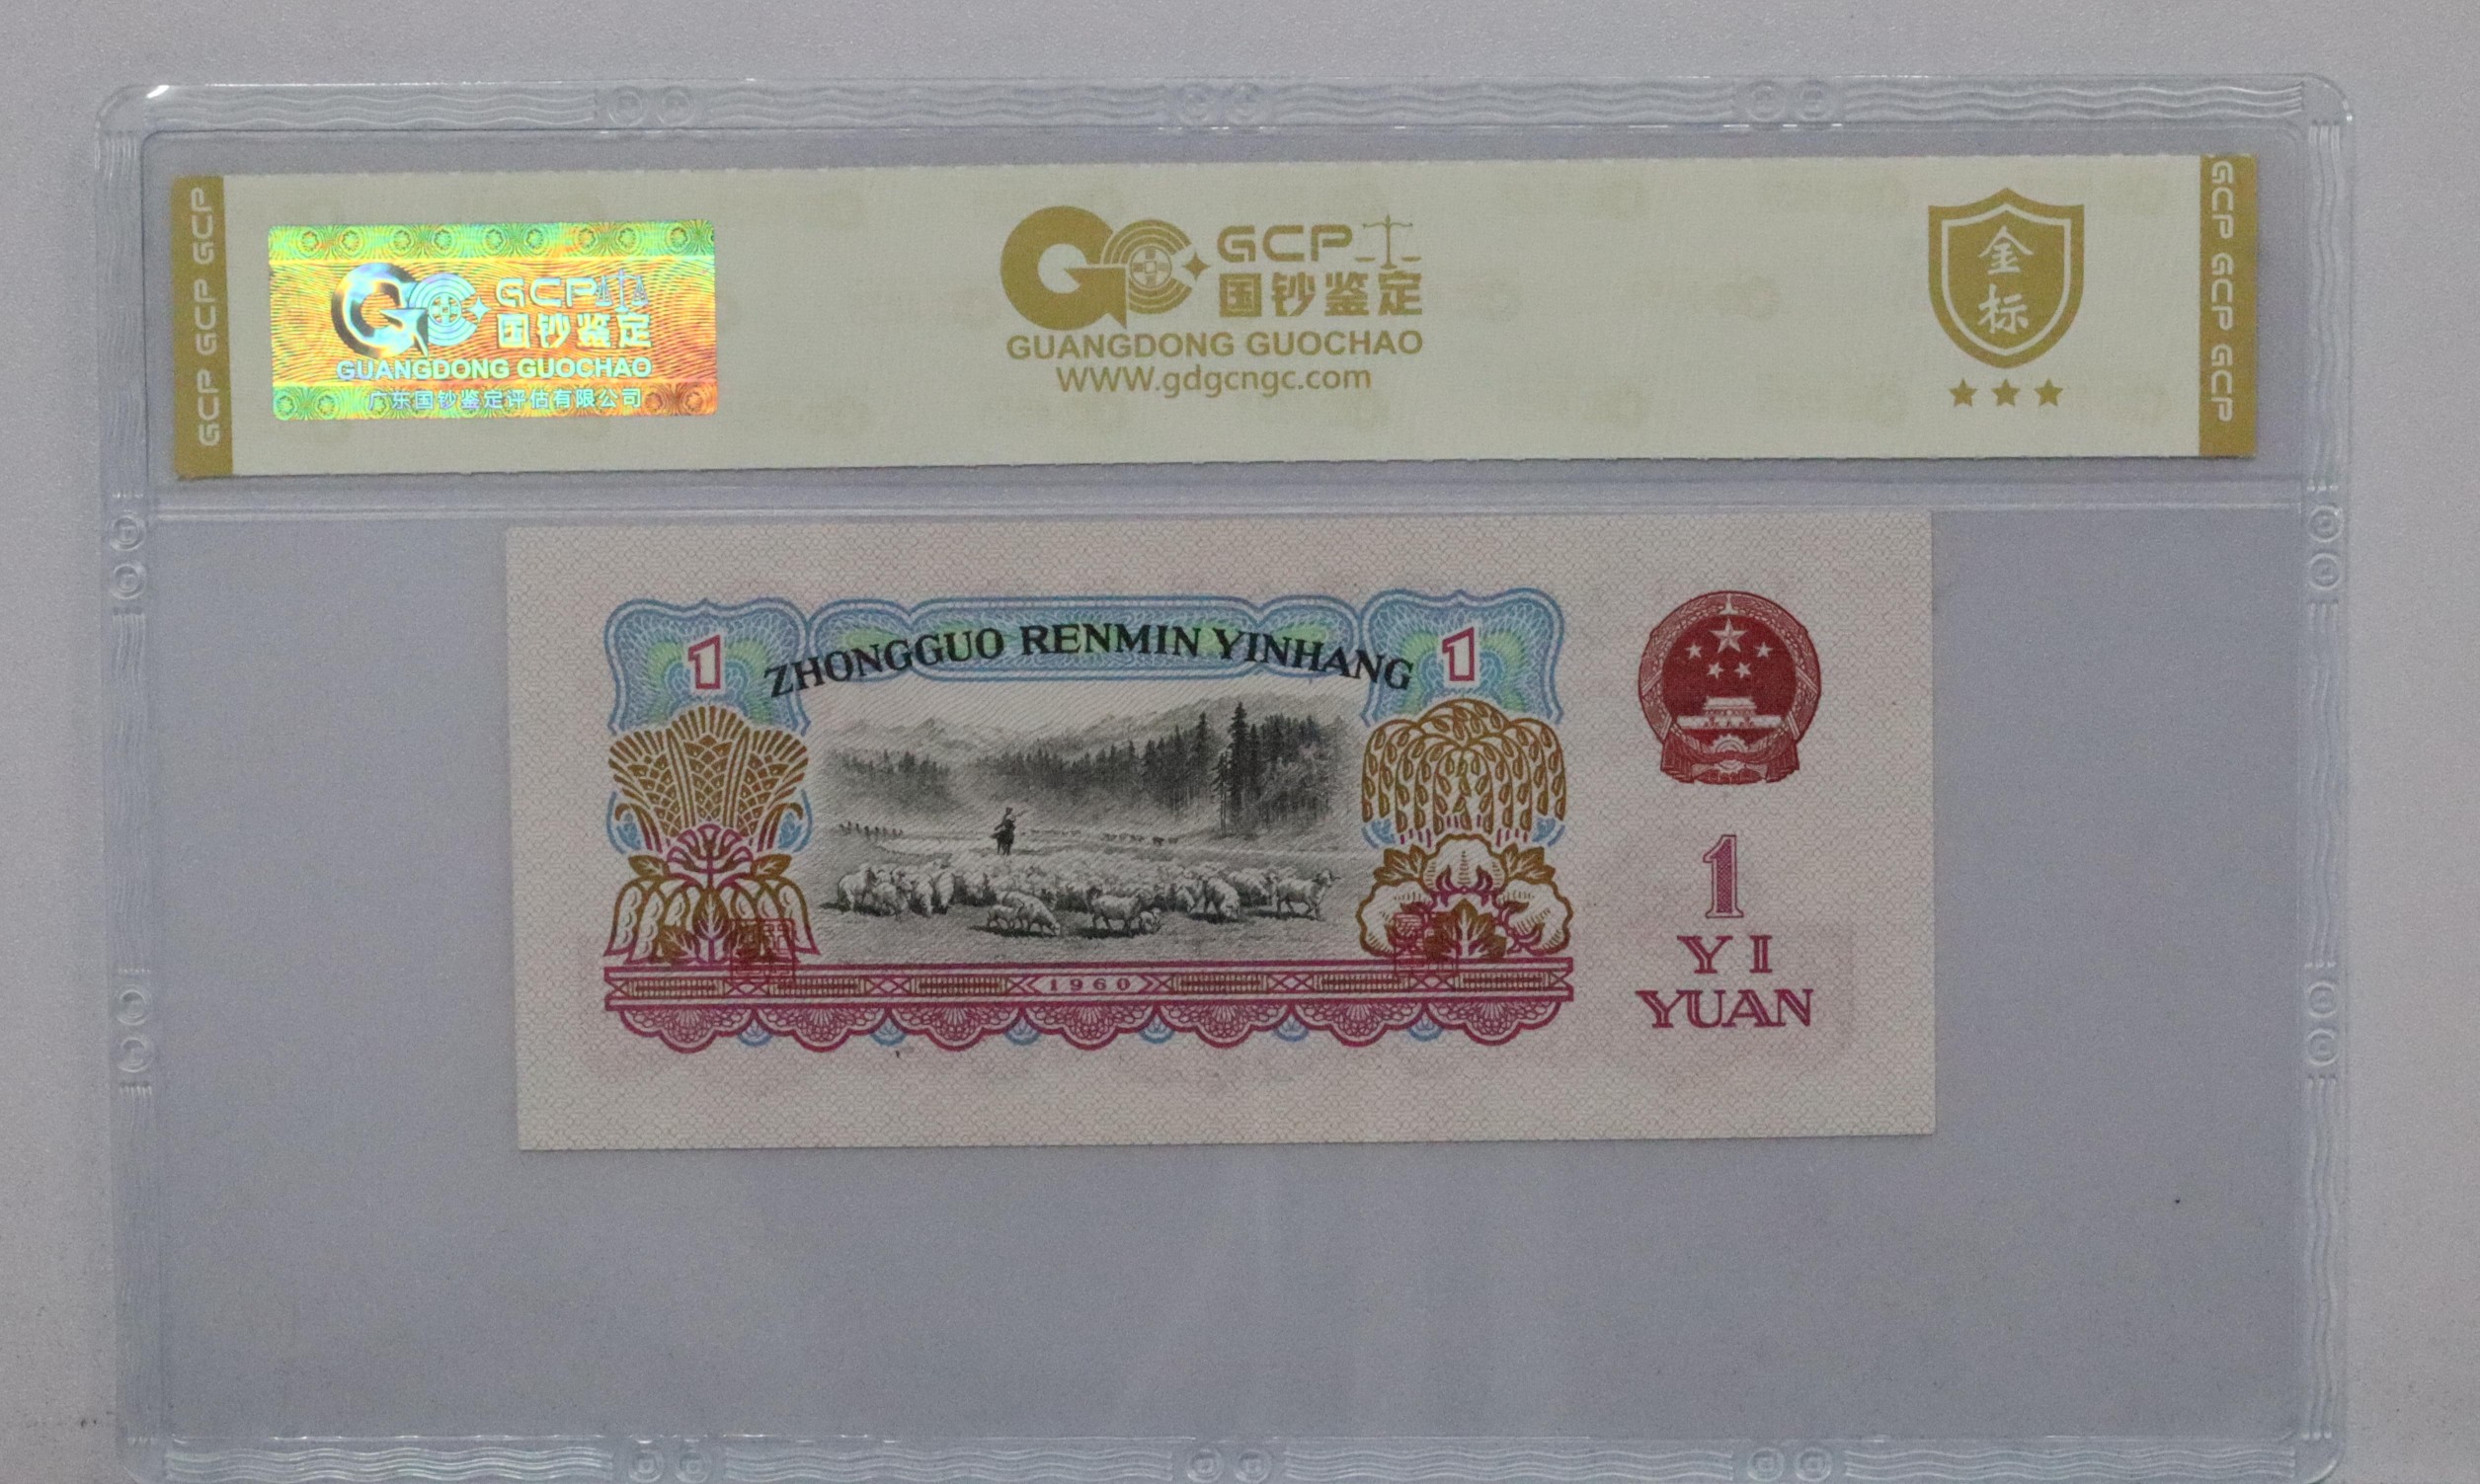 GCP GCP GCP
GCP 国钞鉴定
GUANGDONG GUOCHAO
广东国钞鉴定评估有限公司
GCP
国钞鉴定
GUANGDONG GUOCHAO
WWW.gdgcngc.com
金
标
GCP GCP GCP
ZHONGGUO RENMIN YINHANG
1
1
1960
1
YI
YUAN